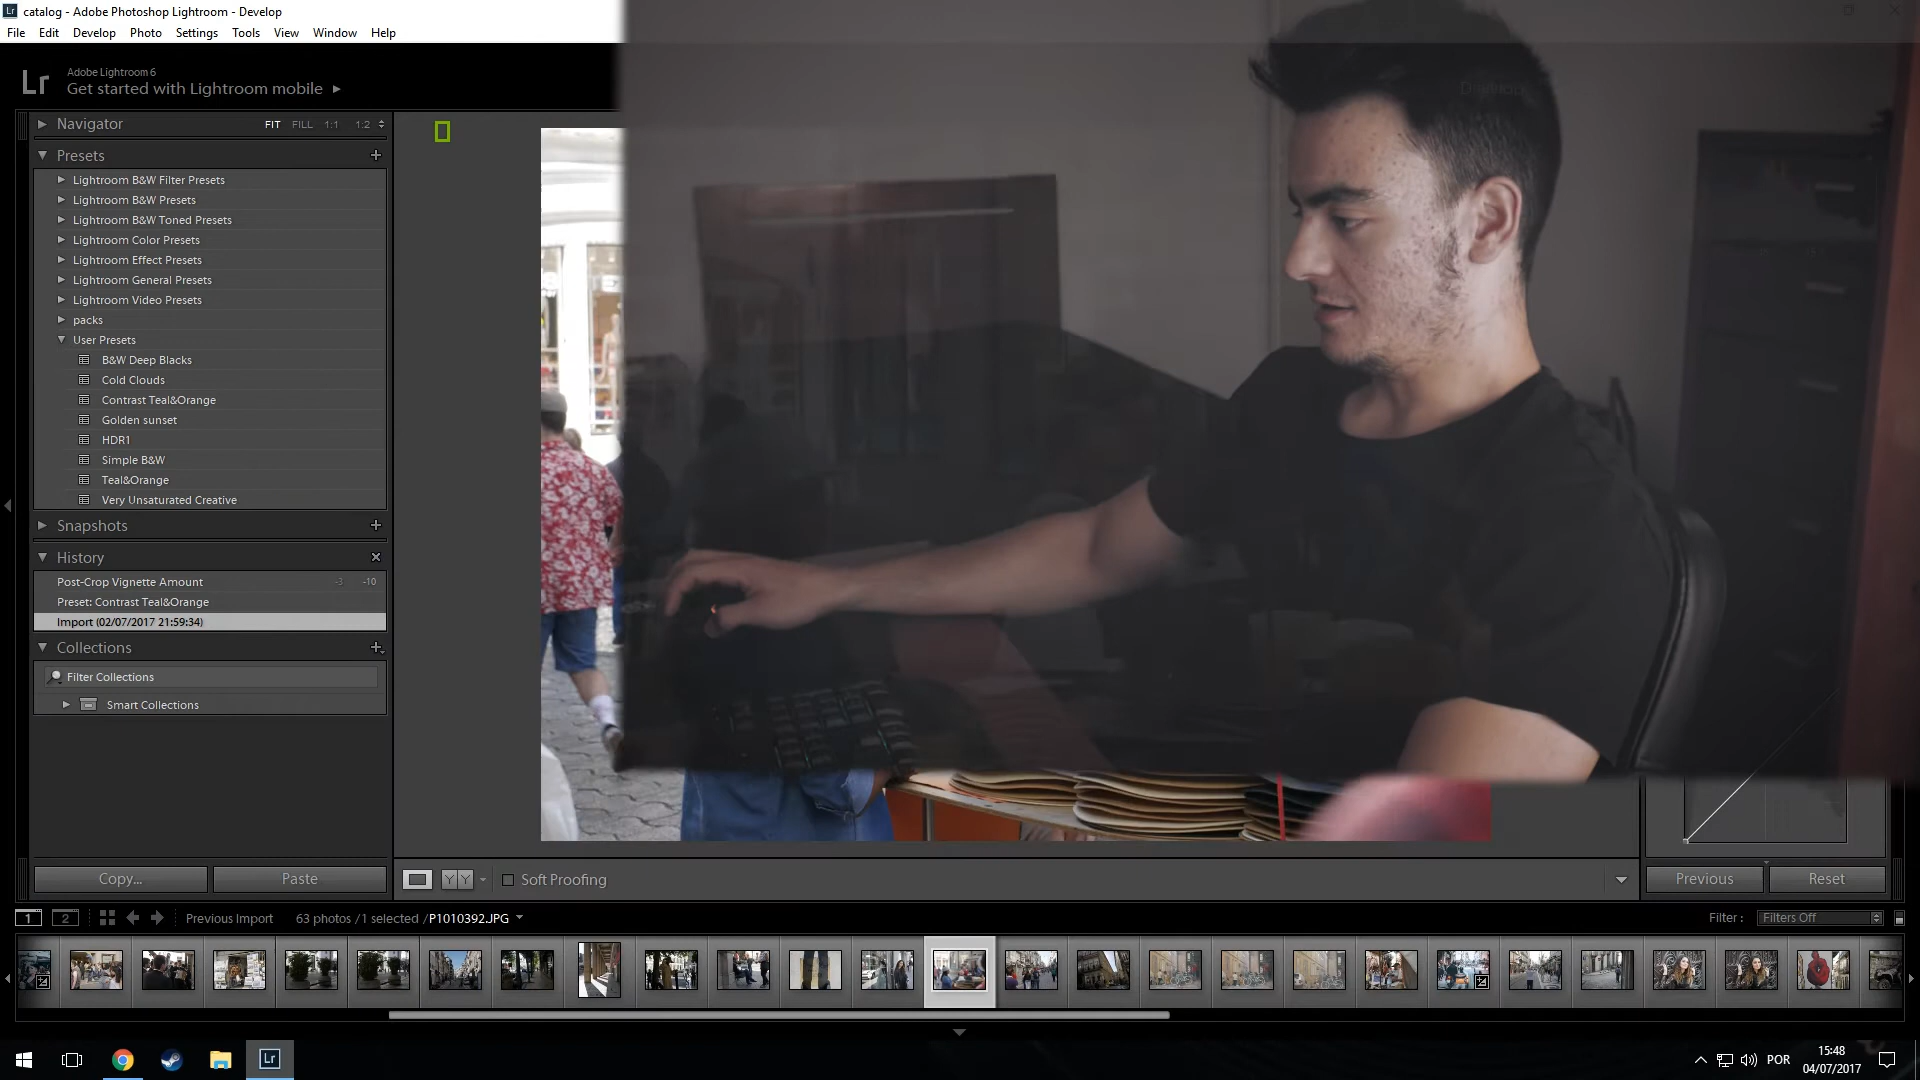 catalog - Adobe Photoshop Lightroom - Develop
File Edit Develop Photo Settings Tools View Window Help
Lr
Adobe Lightroom 6
Get started with Lightroom mobile
Develop
Navigator FIT FILL 1:1 1:2
Presets
Lightroom B&W Filter Presets
Lightroom B&W Presets
Lightroom B&W Toned Presets
Lightroom Color Presets
Lightroom Effect Presets
Lightroom General Presets
Lightroom Video Presets
packs
User Presets
B&W Deep Blacks
Cold Clouds
Contrast Teal&Orange
Golden sunset
HDR1
Simple B&W
Teal&Orange
Very Unsaturated Creative
Snapshots
History
Post-Crop Vignette Amount -3 -10
Preset: Contrast Teal&Orange
Import (02/07/2017 21:59:34)
Collections
Filter Collections
Smart Collections
Copy... Paste
Y Y
Soft Proofing
Previous Reset
1 2 Previous Import 63 photos /1 selected /P1010392.JPG
Filter : Filters Off
Lr
POR
15:48
04/07/2017